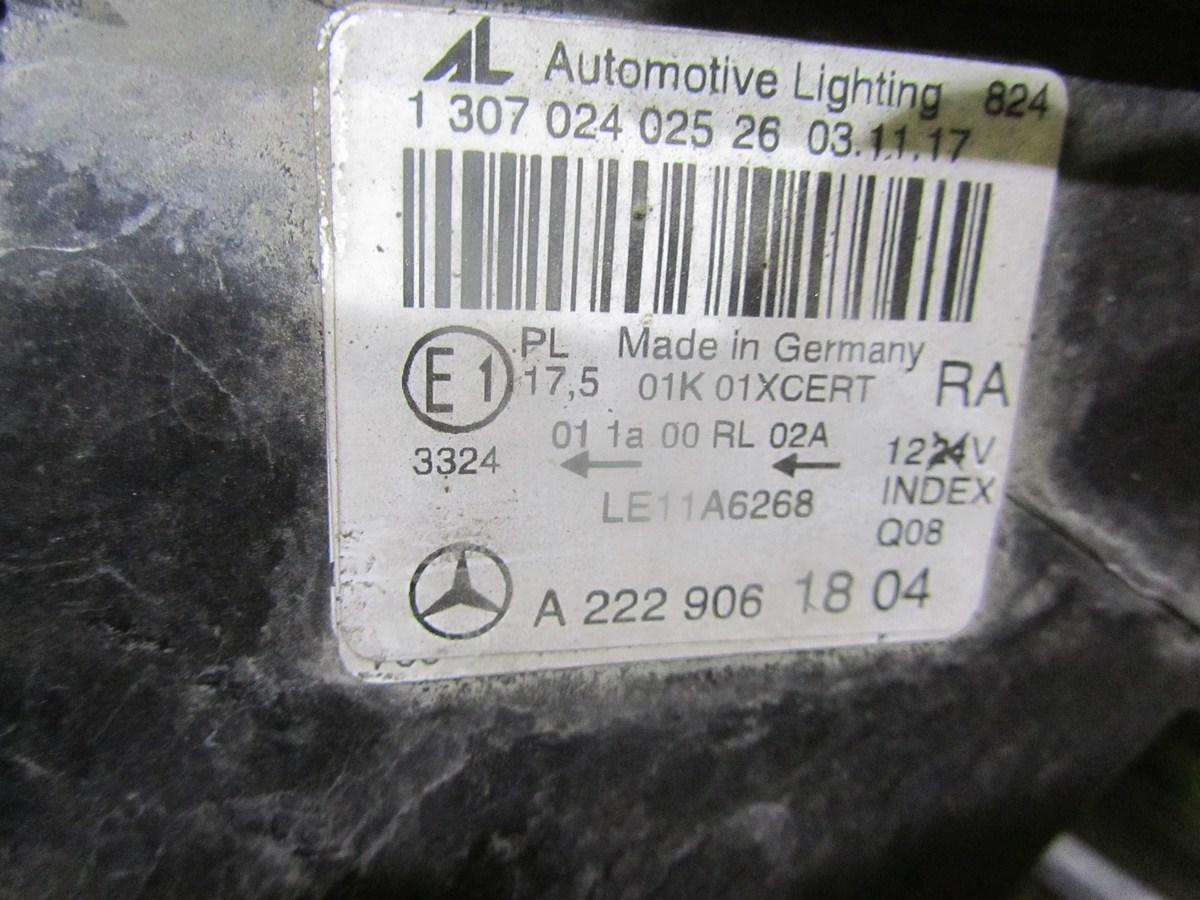 AL Automotive Lighting 824
1 307 024 025 26 03.11.17
E1 PL Made in Germany
17,5 01K 01XCERT RA
01 1a 00 RL 02A
3324 1224V
LE11A6268 INDEX
Q08
A 222 906 18 04